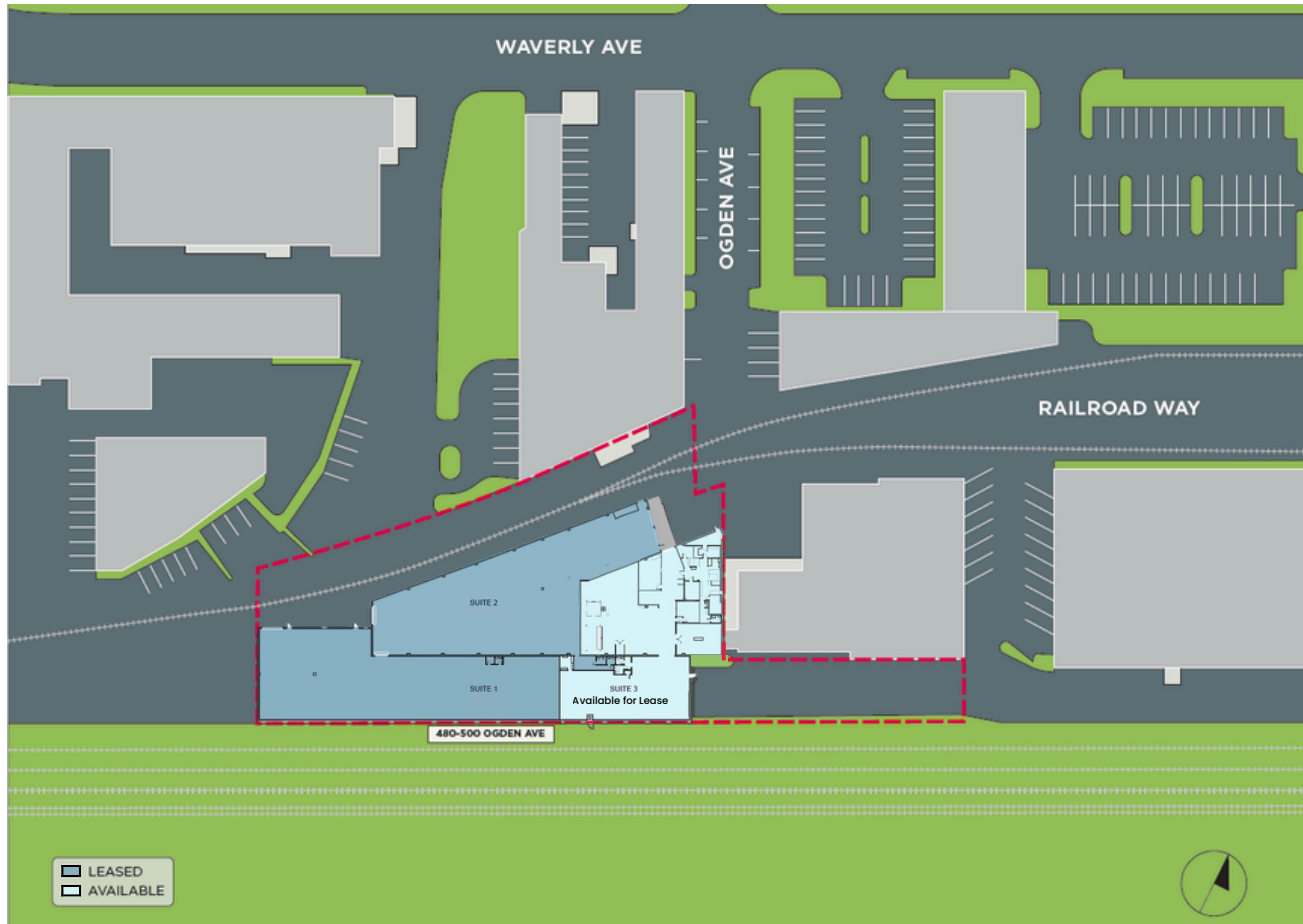 WAVERLY AVE
OGDEN AVE
RAILROAD WAY
SUITE 2
SUITE 1
SUITE 3
Available for Lease
480-500 OGDEN AVE
LEASED
AVAILABLE